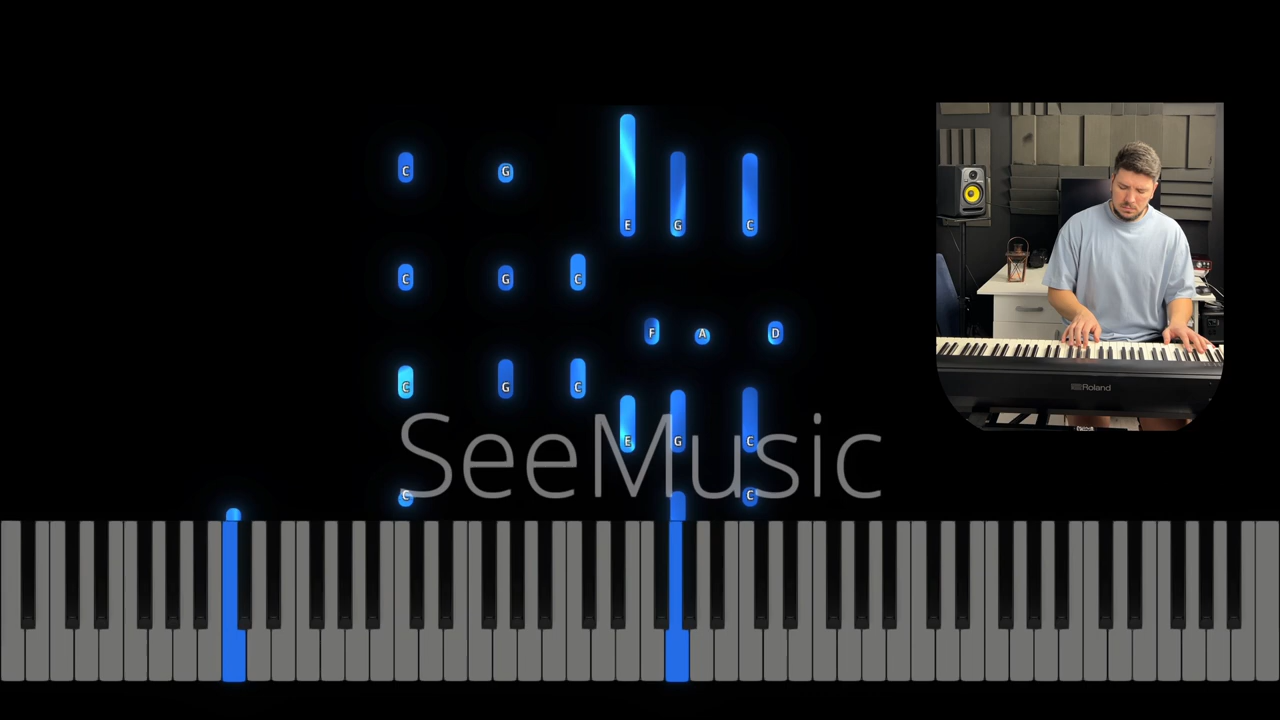 C G
E G C
C G C
F A D
C G C
E G C
SeeMusic
C C
Roland